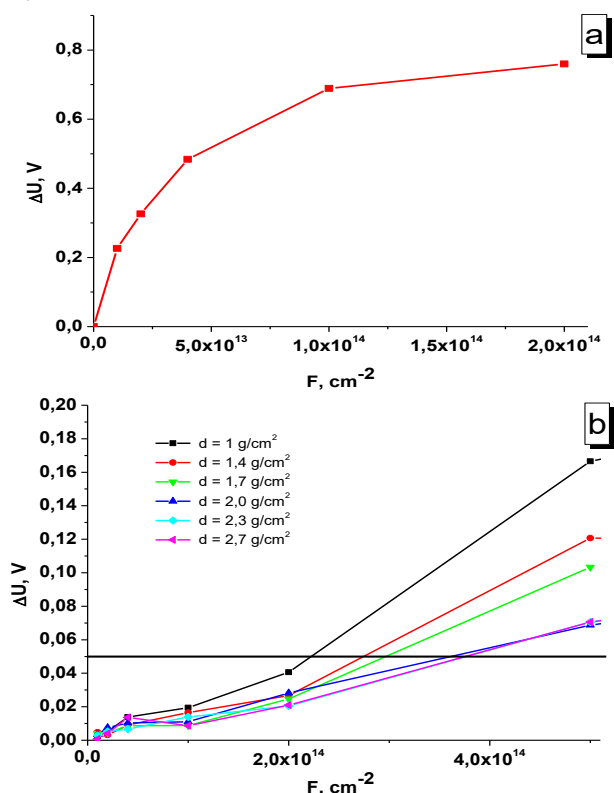 a
0,8
0,6
0,4
0,2
0,0
ΔU, V
0,0
5,0x10¹³
1,0x10¹⁴
1,5x10¹⁴
2,0x10¹⁴
F, cm⁻²
b
0,20
0,18
0,16
0,14
0,12
0,10
0,08
0,06
0,04
0,02
0,00
ΔU, V
d = 1 g/cm²
d = 1,4 g/cm²
d = 1,7 g/cm²
d = 2,0 g/cm²
d = 2,3 g/cm²
d = 2,7 g/cm²
0,0
2,0x10¹⁴
4,0x10¹⁴
F, cm⁻²